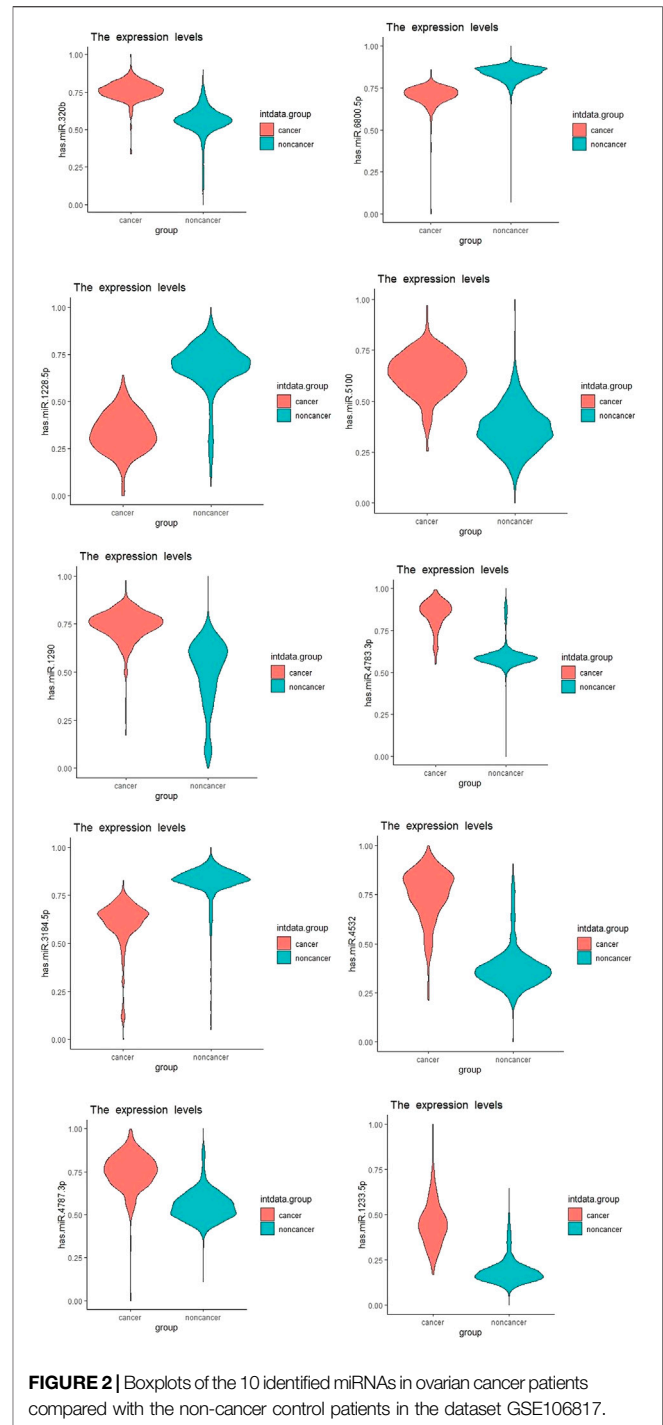 The expression levels
has.miR.320b
1.00
0.75
0.50
0.25
0.00
cancer
noncancer
group
intdata.group
cancer
noncancer
The expression levels
has.miR.6800.5p
1.00
0.75
0.50
0.25
0.00
cancer
noncancer
group
intdata.group
cancer
noncancer
The expression levels
has.miR.1228.5p
1.00
0.75
0.50
0.25
0.00
cancer
noncancer
group
intdata.group
cancer
noncancer
The expression levels
has.miR.5100
1.00
0.75
0.50
0.25
0.00
cancer
noncancer
group
intdata.group
cancer
noncancer
The expression levels
has.miR.1290
1.00
0.75
0.50
0.25
0.00
cancer
noncancer
group
intdata.group
cancer
noncancer
The expression levels
has.miR.4783.3p
1.00
0.75
0.50
0.25
0.00
cancer
noncancer
group
intdata.group
cancer
noncancer
The expression levels
has.miR.3184.5p
1.00
0.75
0.50
0.25
0.00
cancer
noncancer
group
intdata.group
cancer
noncancer
The expression levels
has.miR.4532
1.00
0.75
0.50
0.25
0.00
cancer
noncancer
group
intdata.group
cancer
noncancer
The expression levels
has.miR.4787.3p
1.00
0.75
0.50
0.25
0.00
cancer
noncancer
group
intdata.group
cancer
noncancer
The expression levels
has.miR.1233.5p
1.00
0.75
0.50
0.25
0.00
cancer
noncancer
group
intdata.group
cancer
noncancer
FIGURE 2 | Boxplots of the 10 identified miRNAs in ovarian cancer patients
compared with the non-cancer control patients in the dataset GSE106817.